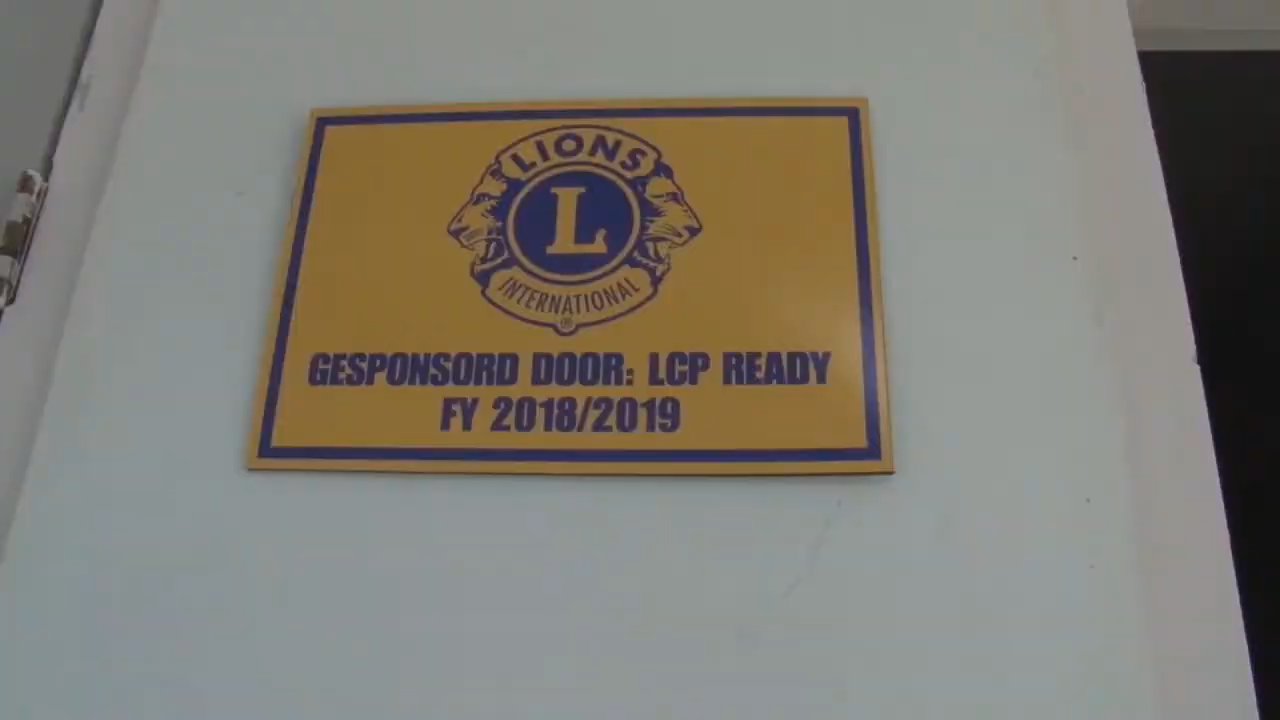 LIONS
L
INTERNATIONAL
®
GESPONSORD DOOR: LCP READY
FY 2018/2019